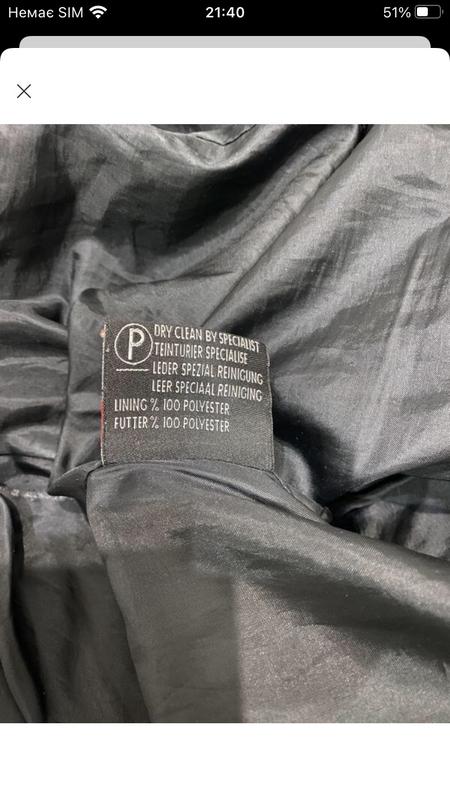 Немає SIM 21:40 51%
P
DRY CLEAN BY SPECIALIST
TEINTURIER SPECIALISE
LEDER SPEZIAL REINIGUNG
LEER SPECIAAL REINIGING
LINING % 100 POLYESTER
FUTTER % 100 POLYESTER